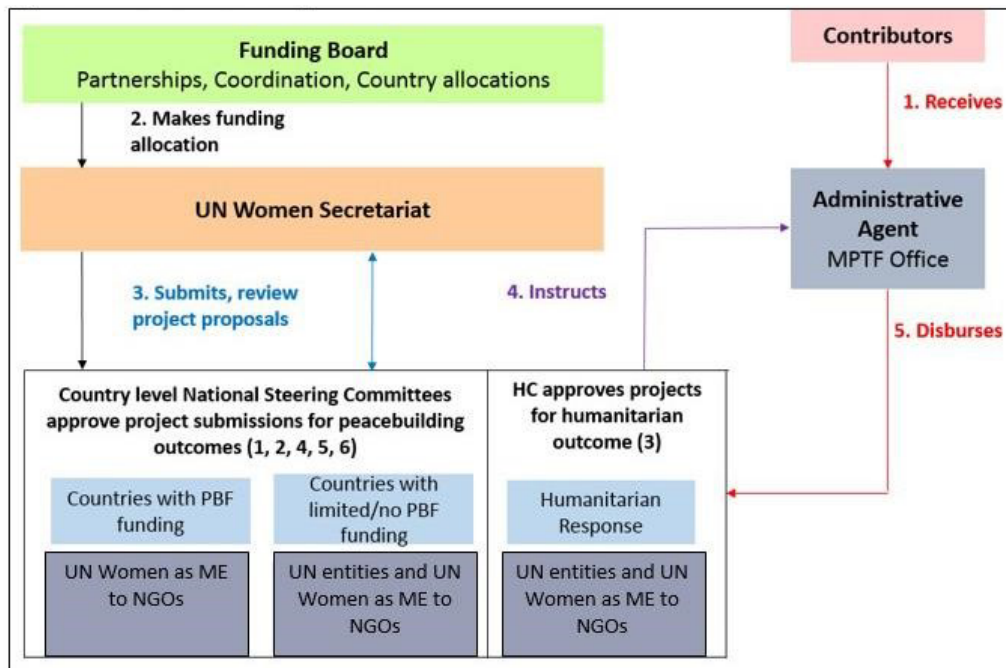 Funding Board
Partnerships, Coordination, Country allocations
Contributors
2. Makes funding
allocation
1. Receives
UN Women Secretariat
Administrative
Agent
MPTF Office
3. Submits, review
project proposals
4. Instructs
5. Disburses
Country level National Steering Committees
approve project submissions for peacebuilding
outcomes (1, 2, 4, 5, 6)
HC approves projects
for humanitarian
outcome (3)
Countries with PBF
funding
Countries with
limited/no PBF
funding
Humanitarian
Response
UN Women as ME
to NGOs
UN entities and UN
Women as ME to
NGOs
UN entities and UN
Women as ME to
NGOs